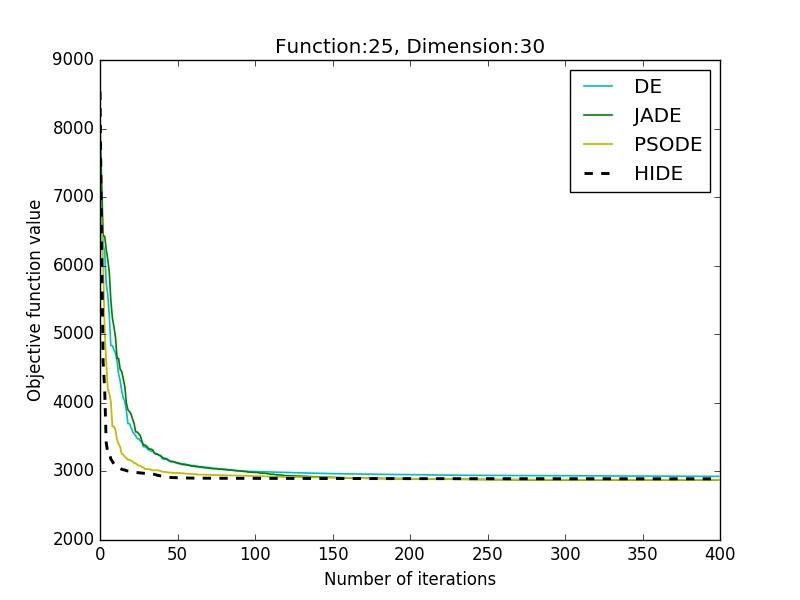 Function:25, Dimension:30
9000
8000
7000
6000
5000
4000
3000
2000
Objective function value
DE
JADE
PSODE
HIDE
0 50 100 150 200 250 300 350 400
Number of iterations